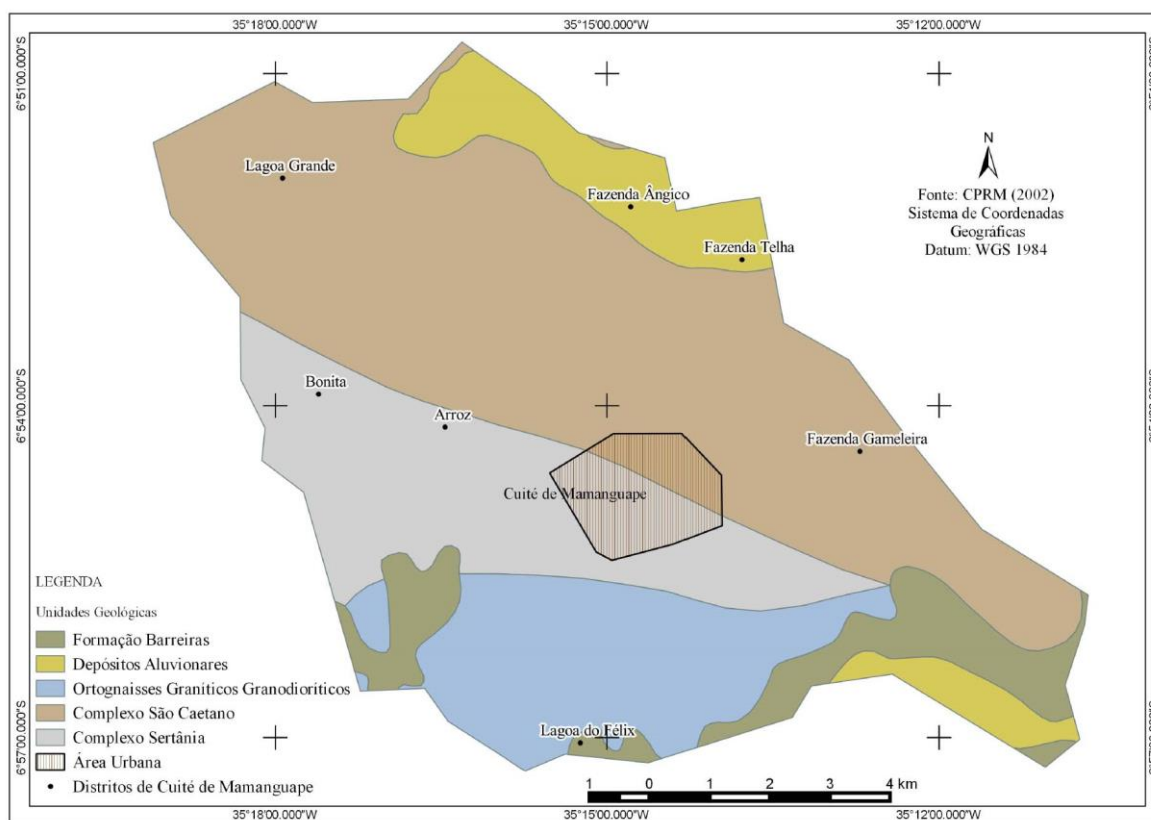 35°18'00.000"W
35°15'00.000"W
35°12'00.000"W
6°51'00.000"S
Lagoa Grande
Fazenda Ângico
Fazenda Telha
N
Fonte: CPRM (2002)
Sistema de Coordenadas
Geográficas
Datum: WGS 1984
6°54'00.000"S
Bonita
Arroz
Fazenda Gameleira
Cuité de Mamanguape
LEGENDA
Unidades Geológicas
Formação Barreiras
Depósitos Aluvionares
Ortognaisses Graníticos Granodioríticos
Complexo São Caetano
Complexo Sertânia
Área Urbana
Distritos de Cuité de Mamanguape
Lagoa do Félix
6°57'00.000"S
1 0 1 2 3 4 km
35°18'00.000"W
35°15'00.000"W
35°12'00.000"W